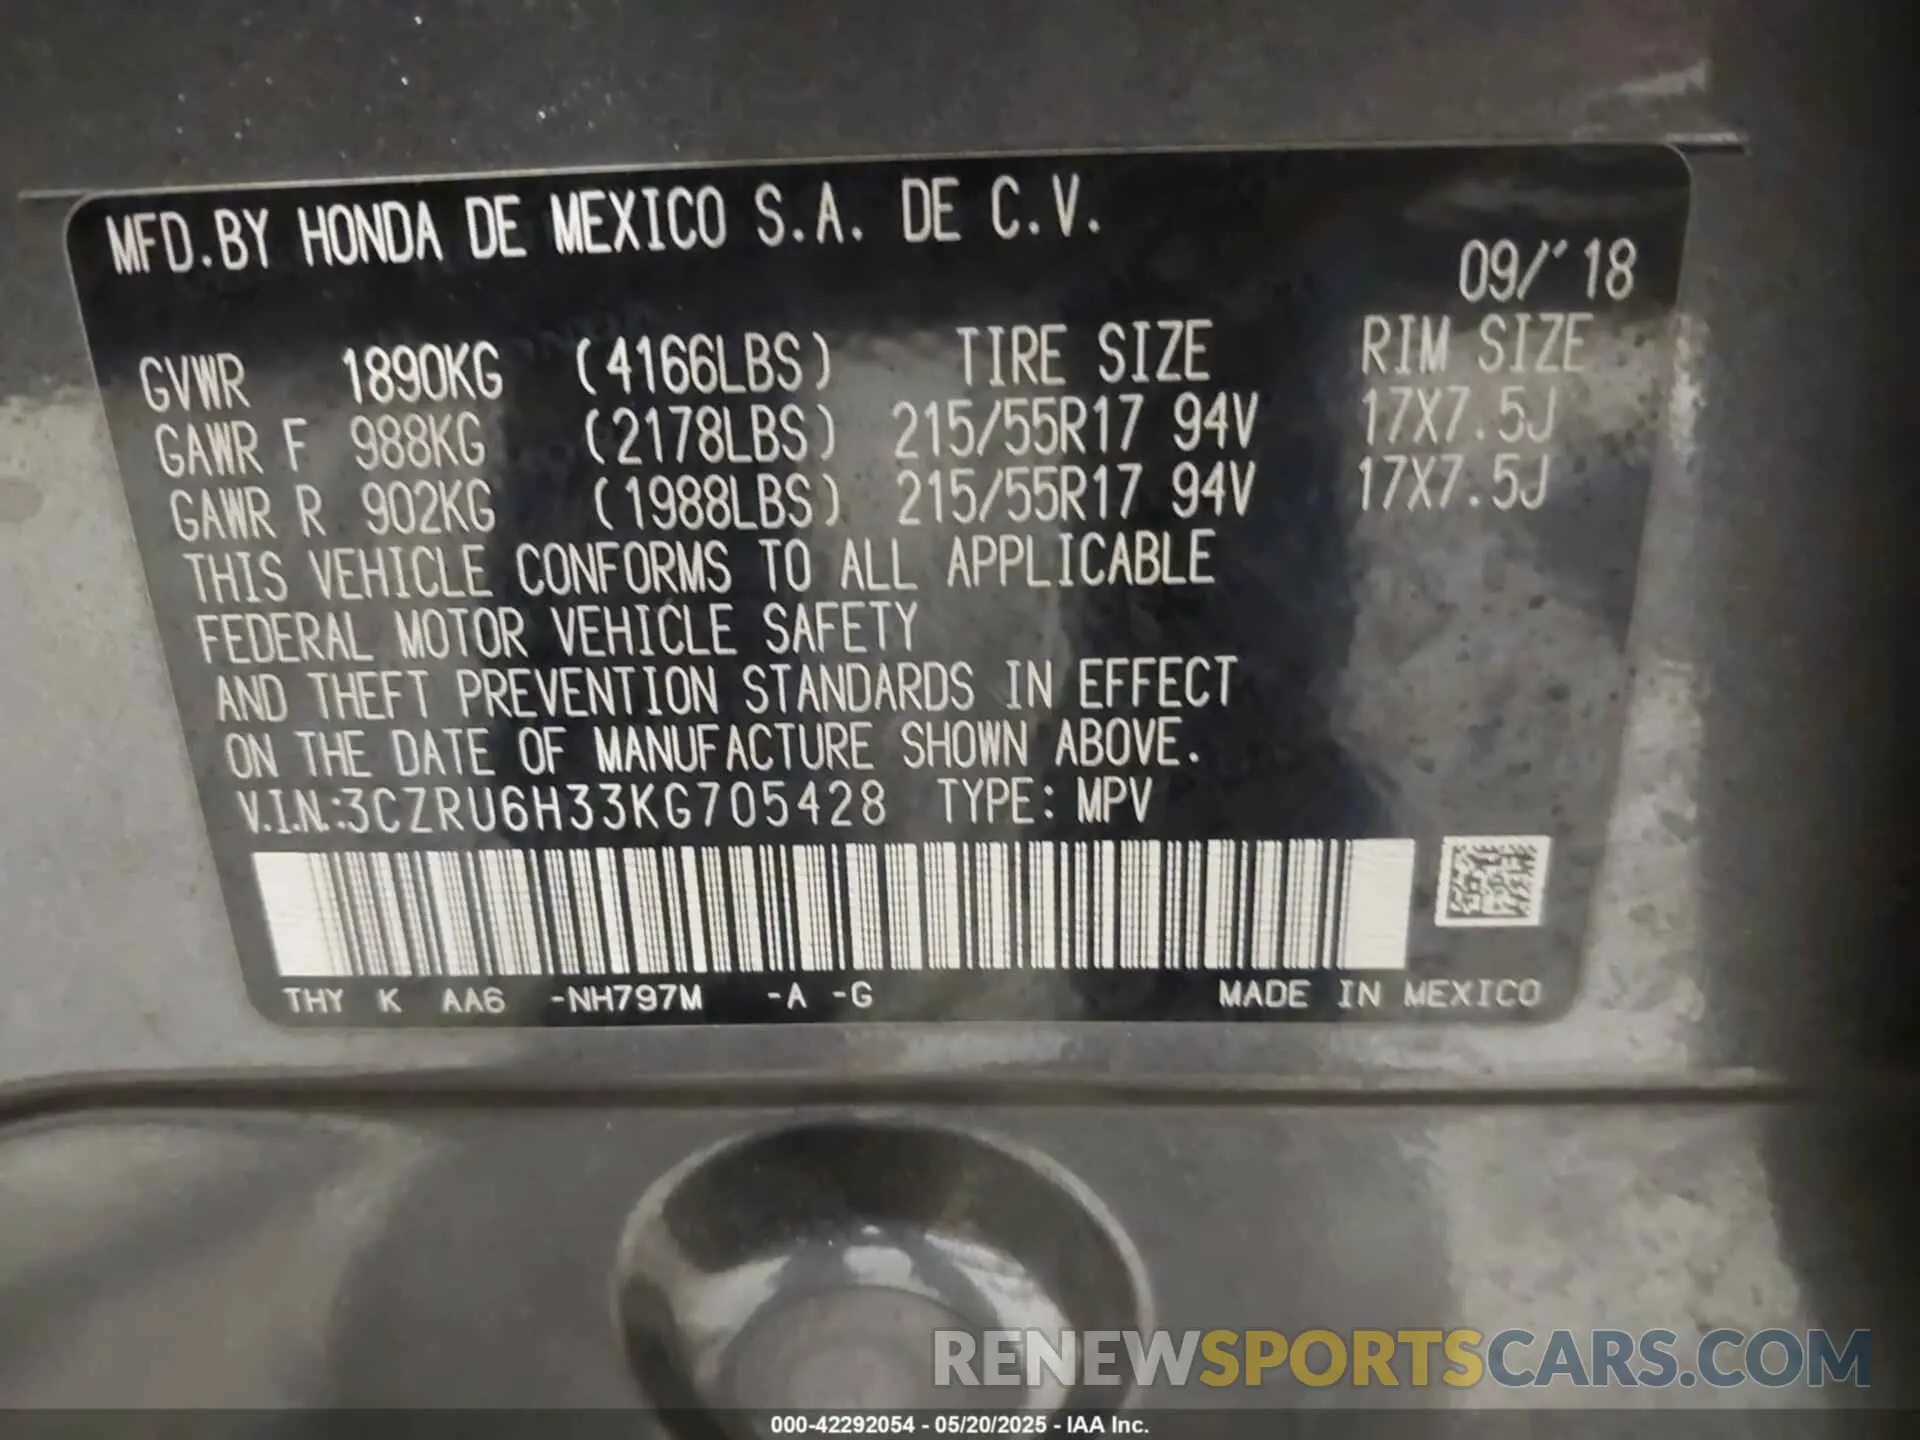 MFD.BY HONDA DE MEXICO S.A. DE C.V.
09/'18
GVWR 1890KG (4166LBS) TIRE SIZE RIM SIZE
GAWR F 988KG (2178LBS) 215/55R17 94V 17X7.5J
GAWR R 902KG (1988LBS) 215/55R17 94V 17X7.5J
THIS VEHICLE CONFORMS TO ALL APPLICABLE
FEDERAL MOTOR VEHICLE SAFETY
AND THEFT PREVENTION STANDARDS IN EFFECT
ON THE DATE OF MANUFACTURE SHOWN ABOVE.
V.I.N.:3CZRU6H33KG705428 TYPE: MPV
THY K AA6 -NH797M -A -G MADE IN MEXICO
RENEWSPORTSCARS.COM
000-42292054 - 05/20/2025 - IAA Inc.